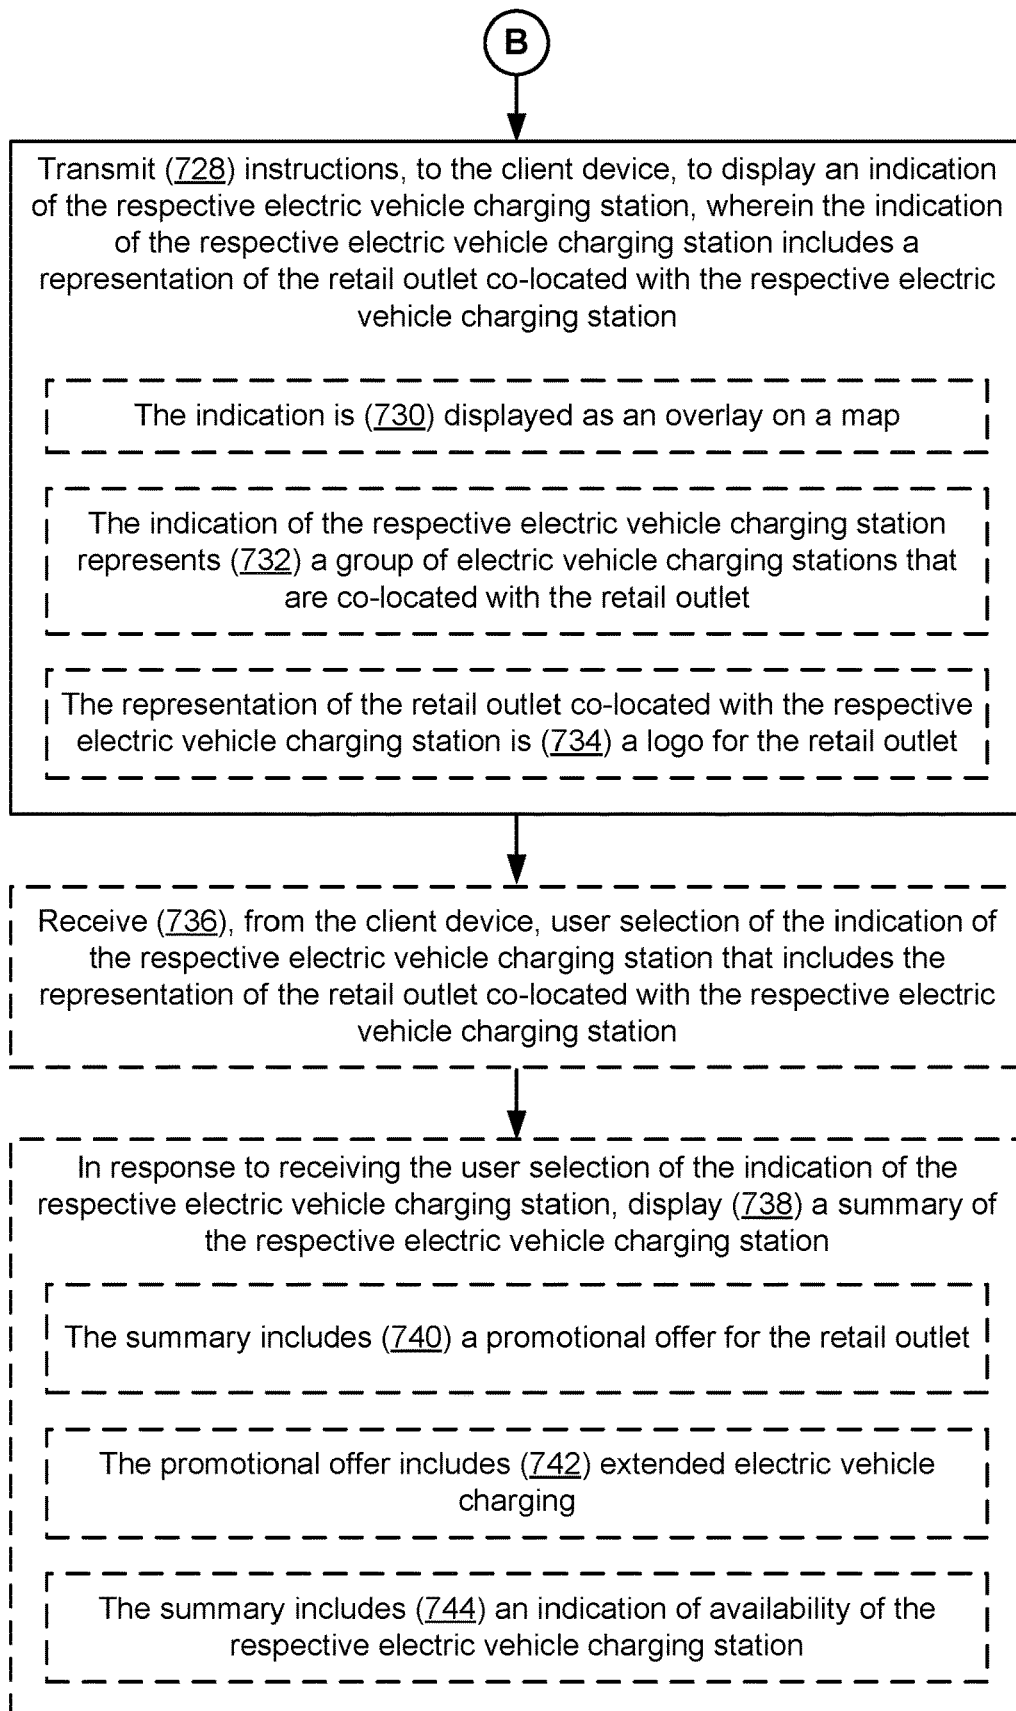 B
Transmit (728) instructions, to the client device, to display an indication
of the respective electric vehicle charging station, wherein the indication
of the respective electric vehicle charging station includes a
representation of the retail outlet co-located with the respective electric
vehicle charging station
The indication is (730) displayed as an overlay on a map
The indication of the respective electric vehicle charging station
represents (732) a group of electric vehicle charging stations that
are co-located with the retail outlet
The representation of the retail outlet co-located with the respective
electric vehicle charging station is (734) a logo for the retail outlet
Receive (736), from the client device, user selection of the indication of
the respective electric vehicle charging station that includes the
representation of the retail outlet co-located with the respective electric
vehicle charging station
In response to receiving the user selection of the indication of the
respective electric vehicle charging station, display (738) a summary of
the respective electric vehicle charging station
The summary includes (740) a promotional offer for the retail outlet
The promotional offer includes (742) extended electric vehicle
charging
The summary includes (744) an indication of availability of the
respective electric vehicle charging station